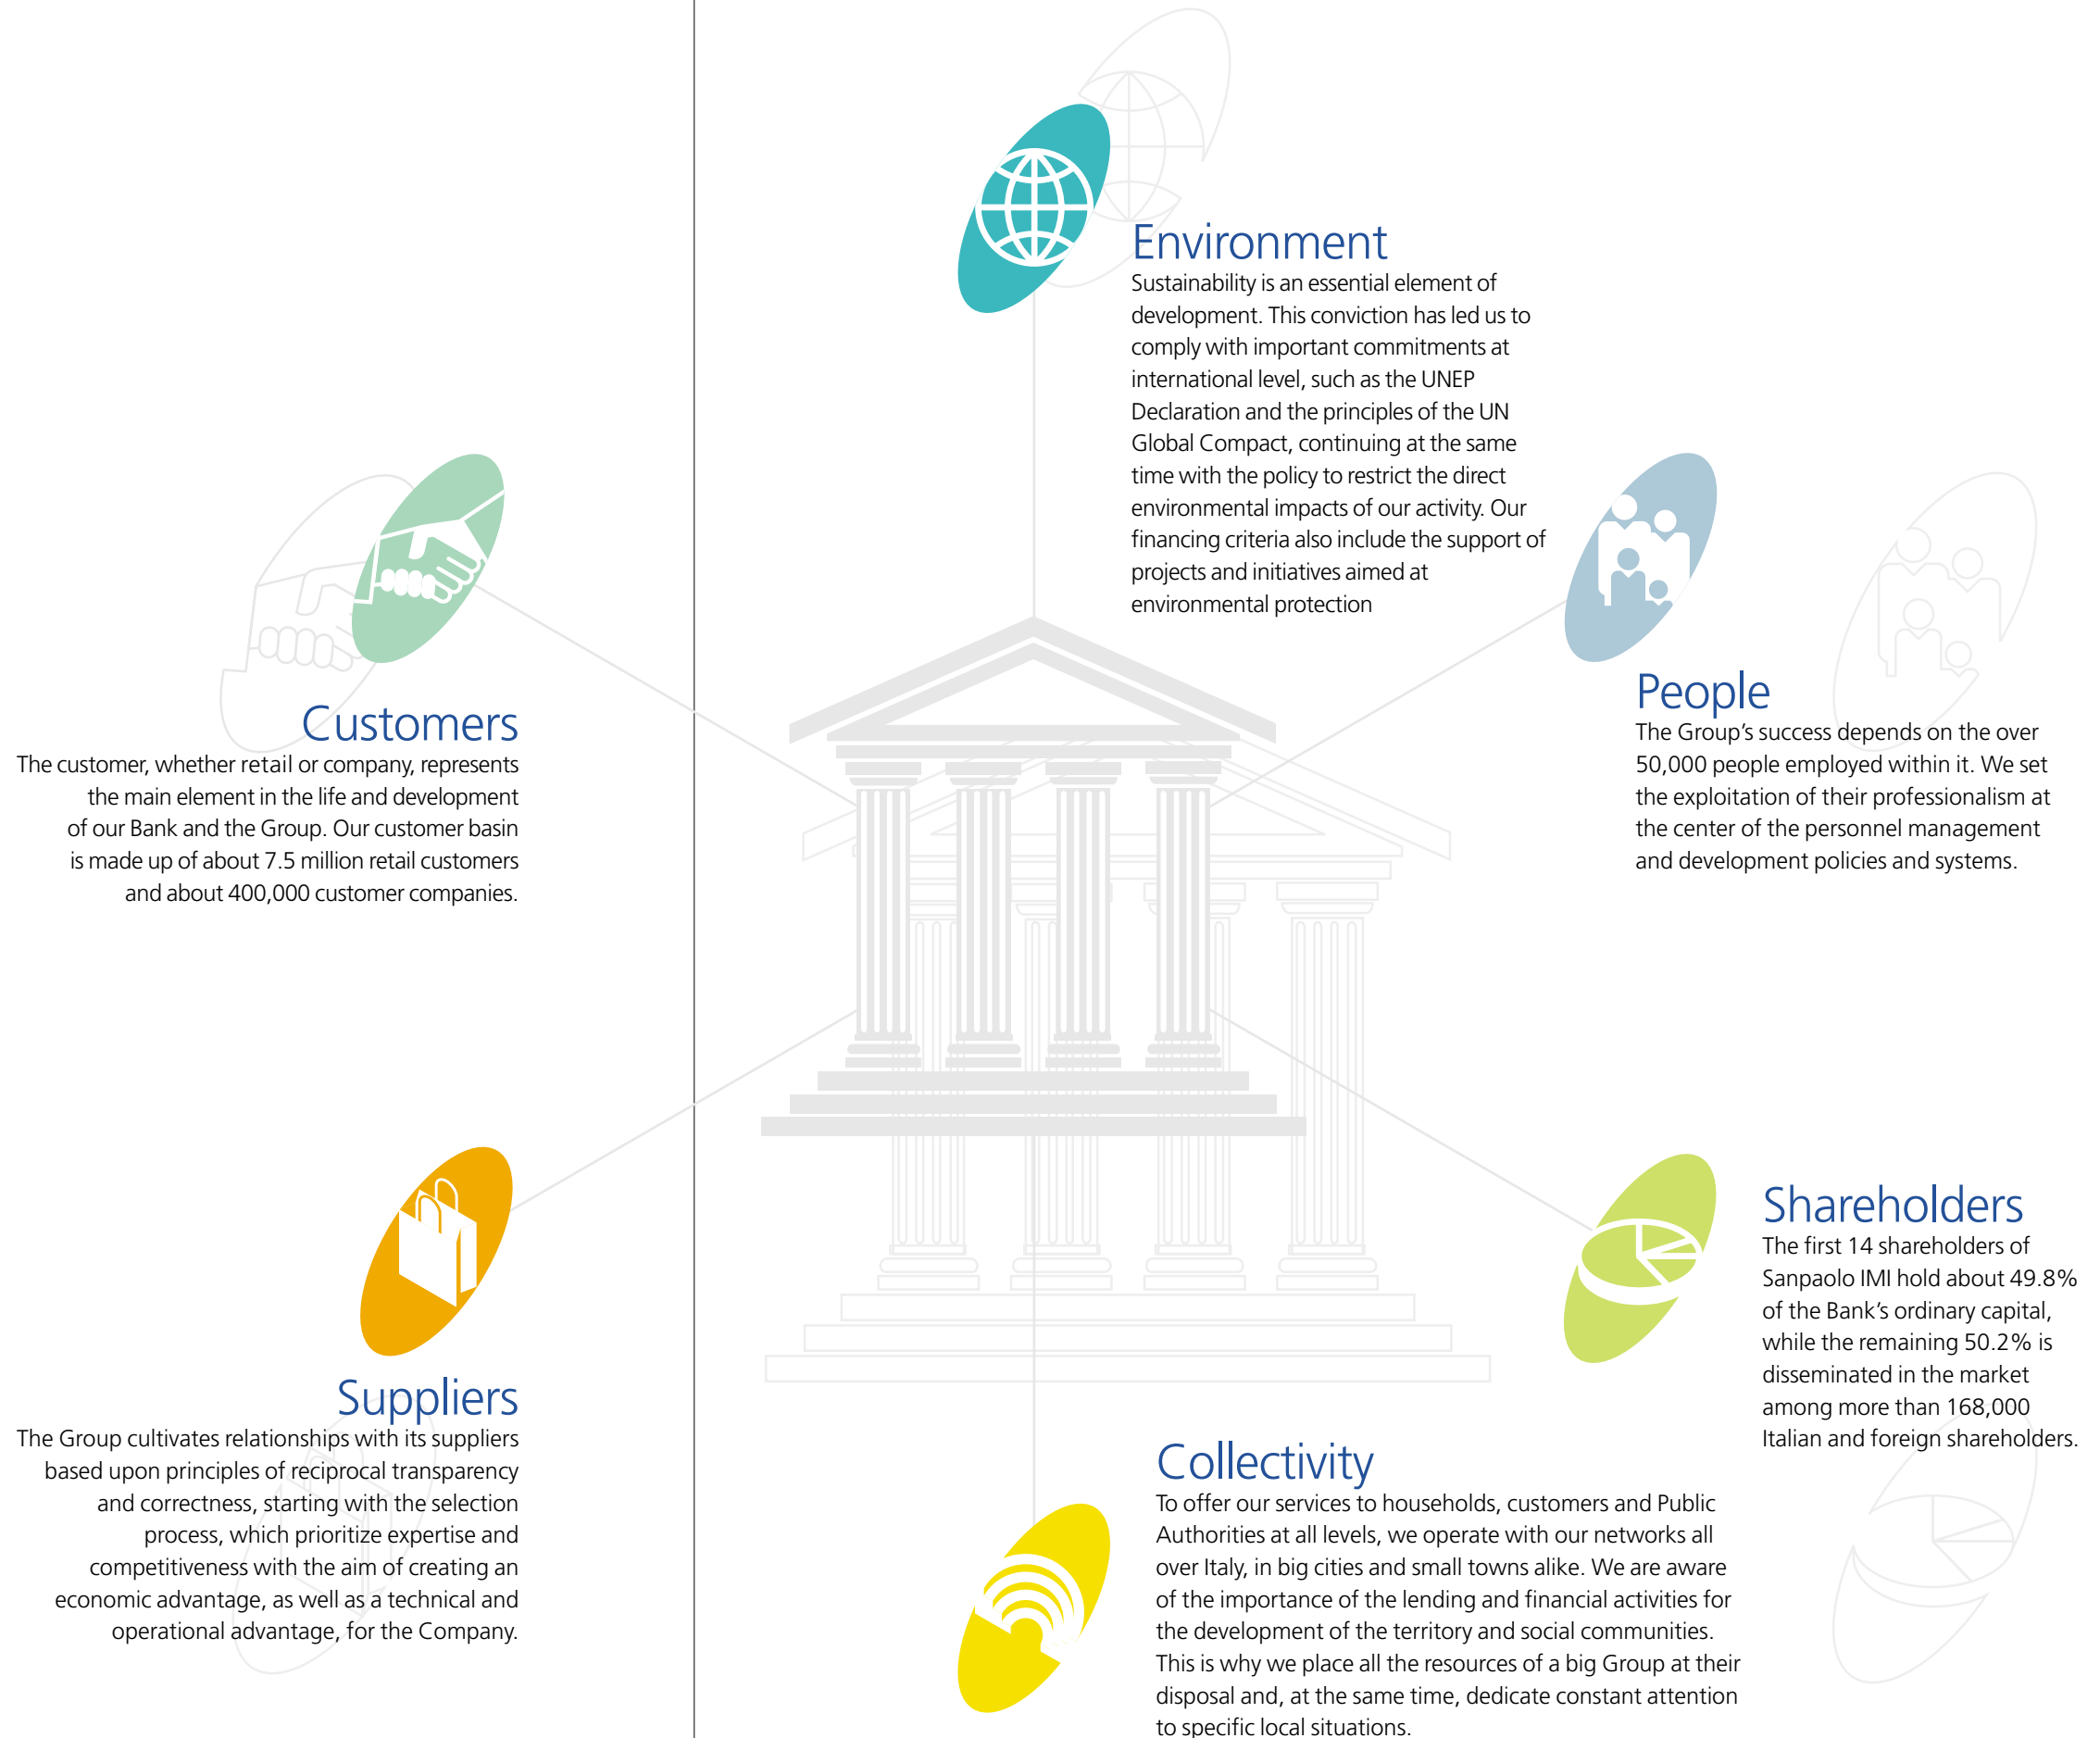 Environment
Sustainability is an essential element of
development. This conviction has led us to
comply with important commitments at
international level, such as the UNEP
Declaration and the principles of the UN
Global Compact, continuing at the same
time with the policy to restrict the direct
environmental impacts of our activity. Our
financing criteria also include the support of
projects and initiatives aimed at
environmental protection
Customers
The customer, whether retail or company, represents
the main element in the life and development
of our Bank and the Group. Our customer basin
is made up of about 7.5 million retail customers
and about 400,000 customer companies.
People
The Group's success depends on the over
50,000 people employed within it. We set
the exploitation of their professionalism at
the center of the personnel management
and development policies and systems.
Suppliers
The Group cultivates relationships with its suppliers
based upon principles of reciprocal transparency
and correctness, starting with the selection
process, which prioritize expertise and
competitiveness with the aim of creating an
economic advantage, as well as a technical and
operational advantage, for the Company.
Shareholders
The first 14 shareholders of
Sanpaolo IMI hold about 49.8%
of the Bank's ordinary capital,
while the remaining 50.2% is
disseminated in the market
among more than 168,000
Italian and foreign shareholders.
Collectivity
To offer our services to households, customers and Public
Authorities at all levels, we operate with our networks all
over Italy, in big cities and small towns alike. We are aware
of the importance of the lending and financial activities for
the development of the territory and social communities.
This is why we place all the resources of a big Group at their
disposal and, at the same time, dedicate constant attention
to specific local situations.